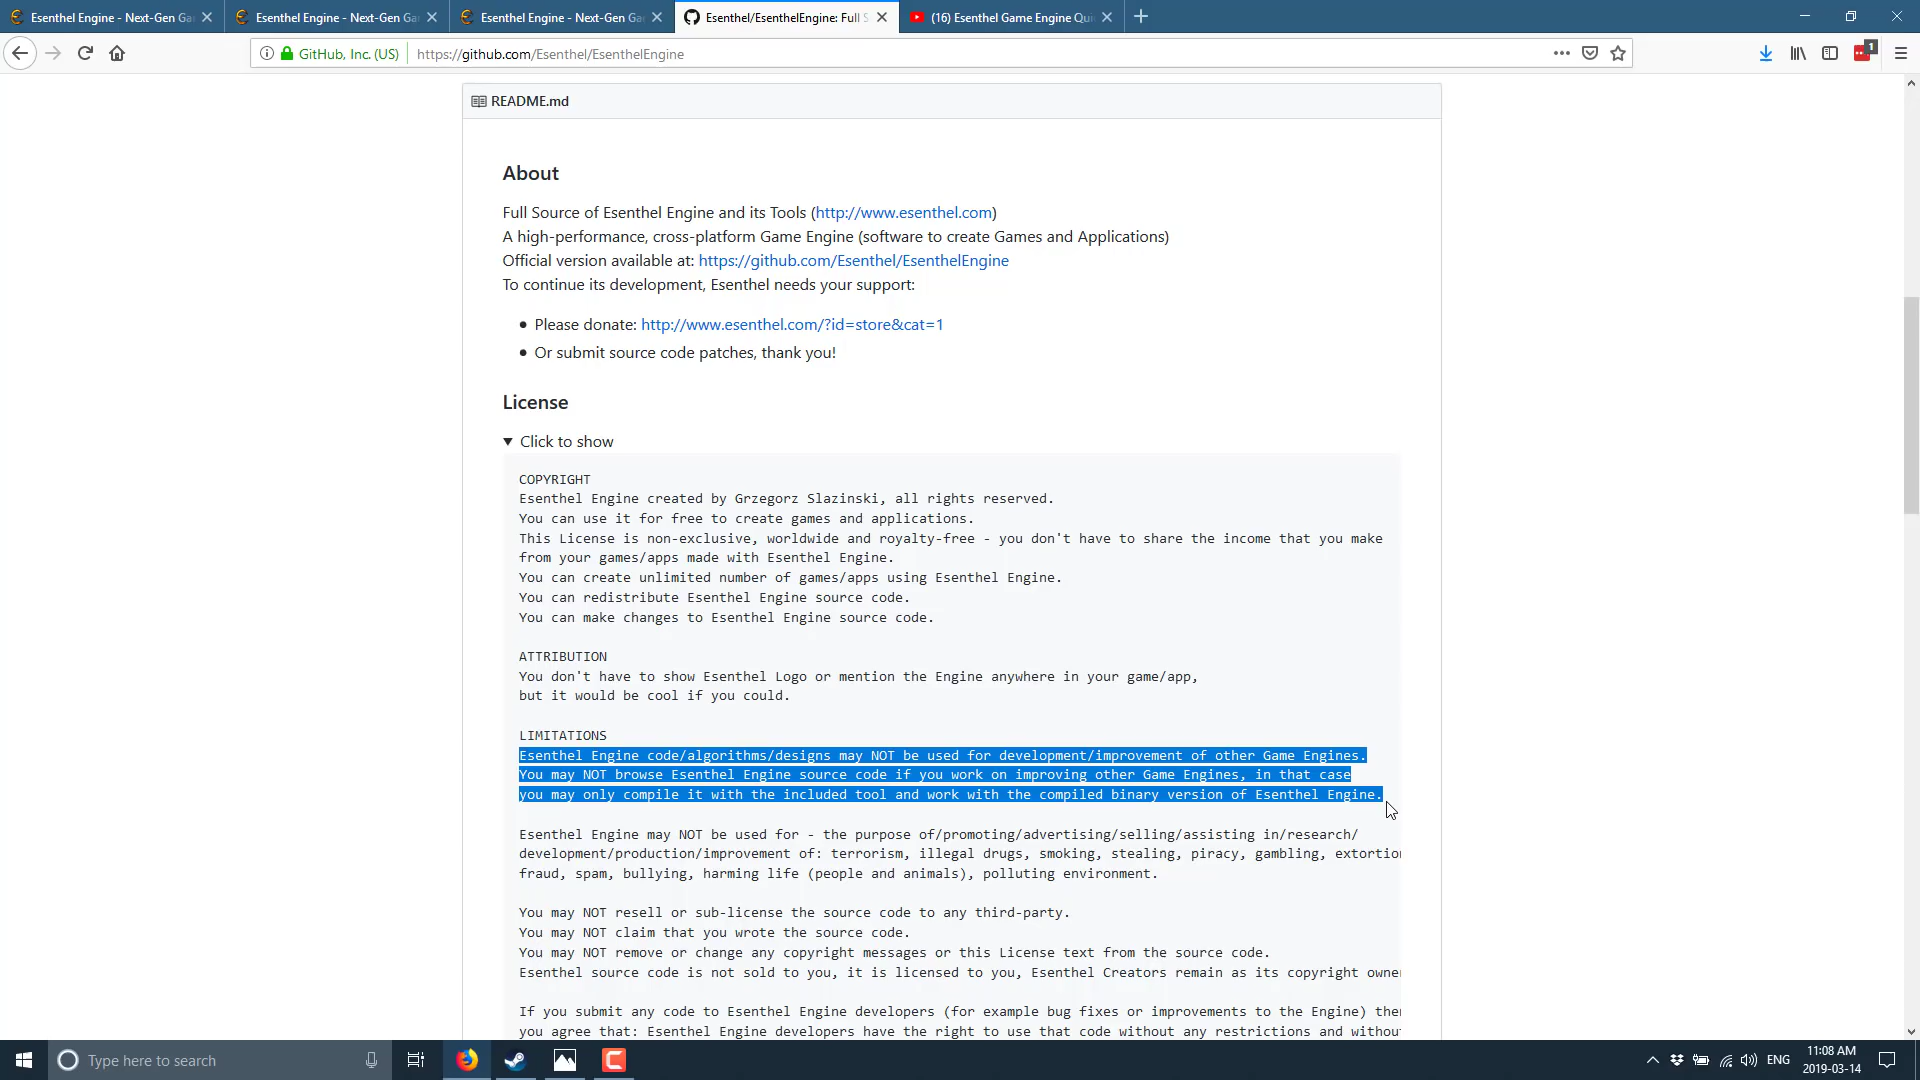 Esenthel Engine - Next-Gen Ga
Esenthel Engine - Next-Gen Ga
Esenthel Engine - Next-Gen Ga
Esenthel/EsenthelEngine: Full S
(16) Esenthel Game Engine Qui
GitHub, Inc. (US)
https://github.com/Esenthel/EsenthelEngine
1
README.md
About
Full Source of Esenthel Engine and its Tools (http://www.esenthel.com)
A high-performance, cross-platform Game Engine (software to create Games and Applications)
Official version available at: https://github.com/Esenthel/EsenthelEngine
To continue its development, Esenthel needs your support:
• Please donate: http://www.esenthel.com/?id=store&cat=1
• Or submit source code patches, thank you!
License
▼ Click to show
COPYRIGHT
Esenthel Engine created by Grzegorz Slazinski, all rights reserved.
You can use it for free to create games and applications.
This License is non-exclusive, worldwide and royalty-free - you don't have to share the income that you make
from your games/apps made with Esenthel Engine.
You can create unlimited number of games/apps using Esenthel Engine.
You can redistribute Esenthel Engine source code.
You can make changes to Esenthel Engine source code.
ATTRIBUTION
You don't have to show Esenthel Logo or mention the Engine anywhere in your game/app,
but it would be cool if you could.
LIMITATIONS
Esenthel Engine code/algorithms/designs may NOT be used for development/improvement of other Game Engines.
You may NOT browse Esenthel Engine source code if you work on improving other Game Engines, in that case
you may only compile it with the included tool and work with the compiled binary version of Esenthel Engine.
Esenthel Engine may NOT be used for - the purpose of/promoting/advertising/selling/assisting in/research/
development/production/improvement of: terrorism, illegal drugs, smoking, stealing, piracy, gambling, extortion
fraud, spam, bullying, harming life (people and animals), polluting environment.
You may NOT resell or sub-license the source code to any third-party.
You may NOT claim that you wrote the source code.
You may NOT remove or change any copyright messages or this License text from the source code.
Esenthel source code is not sold to you, it is licensed to you, Esenthel Creators remain as its copyright owne
If you submit any code to Esenthel Engine developers (for example bug fixes or improvements to the Engine) the
you agree that: Esenthel Engine developers have the right to use that code without any restrictions and withou
Type here to search
ENG
11:08 AM
2019-03-14